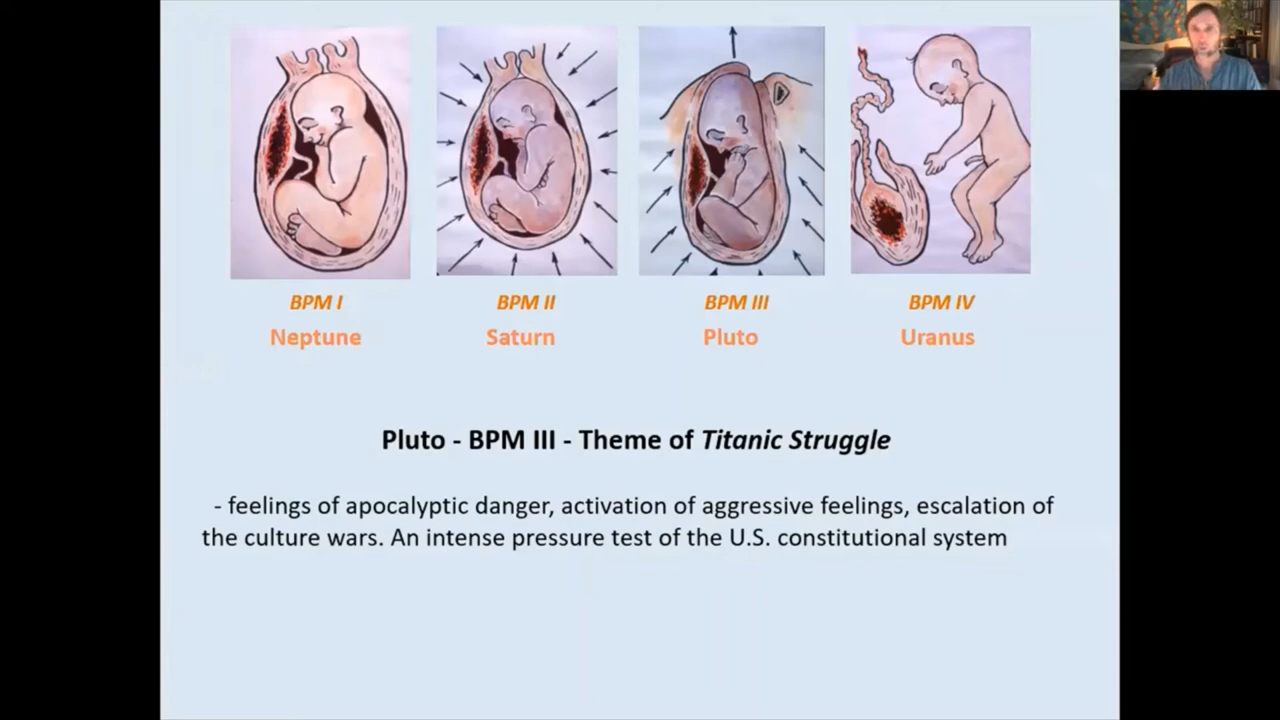 BPM I BPM II BPM III BPM IV
Neptune Saturn Pluto Uranus
Pluto - BPM III - Theme of Titanic Struggle
- feelings of apocalyptic danger, activation of aggressive feelings, escalation of
the culture wars. An intense pressure test of the U.S. constitutional system